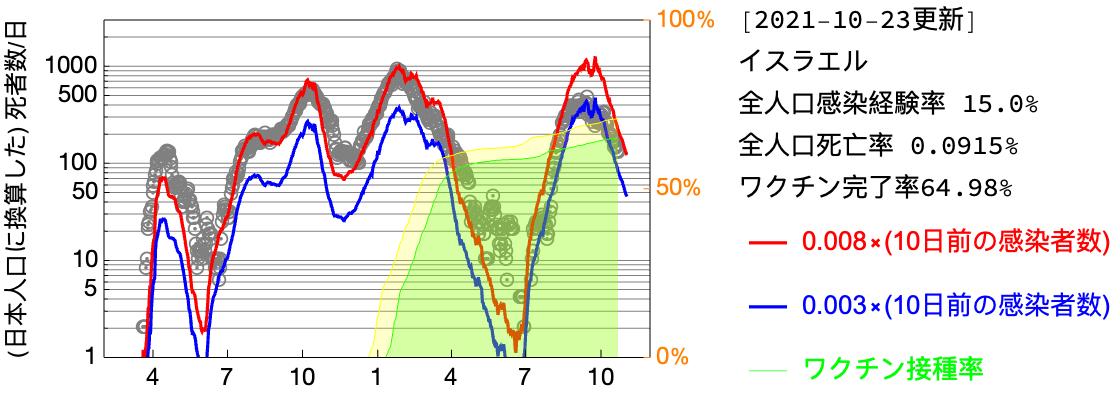 (日本人口に換算した) 死者数/日
1000
500
100
50
10
5
1
4
7
10
1
4
7
10
100%
50%
0%
[2021-10-23更新]
イスラエル
全人口感染経験率 15.0%
全人口死亡率 0.0915%
ワクチン完了率64.98%
0.008×(10日前の感染者数)
0.003×(10日前の感染者数)
ワクチン接種率